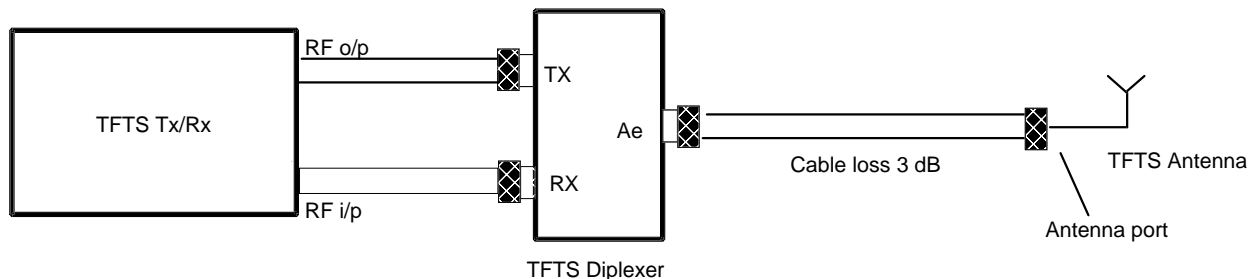 RF o/p
TX
TFTS Tx/Rx
Ae
Cable loss 3 dB
TFTS Antenna
RX
RF i/p
Antenna port
TFTS Diplexer